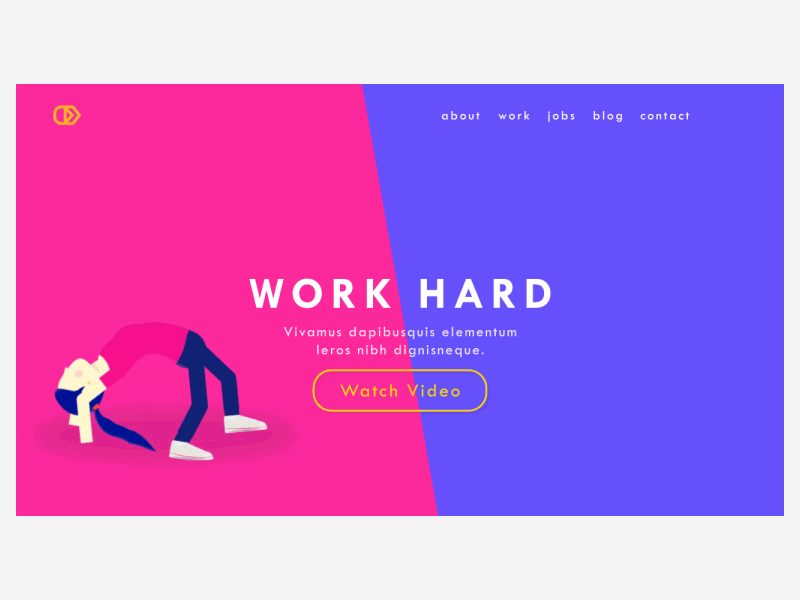 about work jobs blog contact
WORK HARD
Vivamus dapibusquis elementum
leros nibh dignisneque.
Watch Video